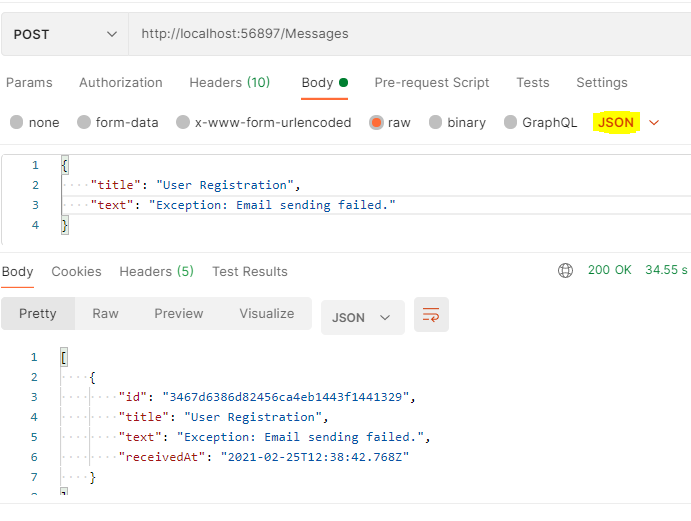 POST http://localhost:56897/Messages
Params Authorization Headers (10) Body Pre-request Script Tests Settings
none form-data x-www-form-urlencoded raw binary GraphQL JSON
1 {
2 "title": "User Registration",
3 "text": "Exception: Email sending failed."
4 }
Body Cookies Headers (5) Test Results 200 OK 34.55 s
Pretty Raw Preview Visualize JSON
1 [
2 {
3 "id": "3467d6386d82456ca4eb1443f1441329",
4 "title": "User Registration",
5 "text": "Exception: Email sending failed.",
6 "receivedAt": "2021-02-25T12:38:42.768Z"
7 }
8 ]